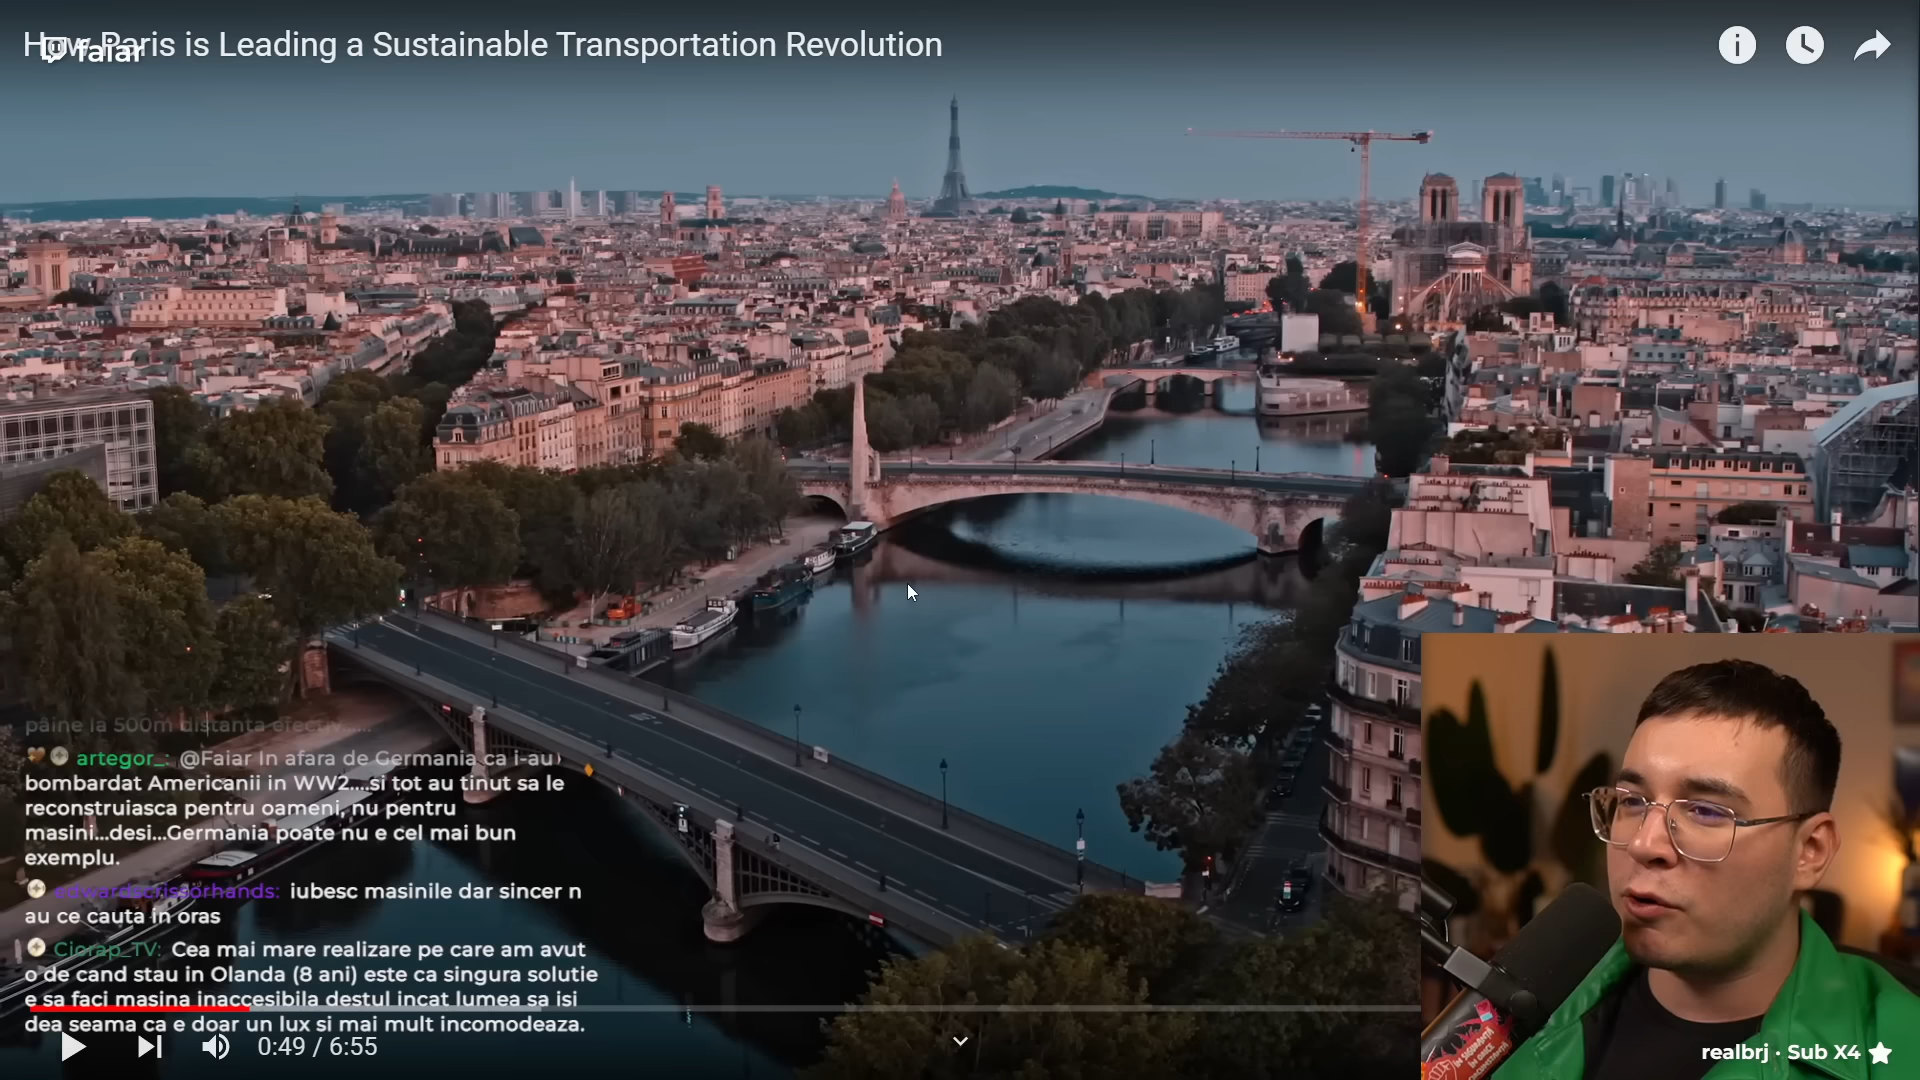 How Paris is Leading a Sustainable Transportation Revolution
faiar
pâine la 500m distanta efectiv......
artegor_: @Faiar In afara de Germania ca i-au
bombardat Americanii in WW2....si tot au tinut sa le
reconstruiasca pentru oameni, nu pentru
masini...desi...Germania poate nu e cel mai bun
exemplu.
edwardscrissorhands: iubesc masinile dar sincer n
au ce cauta in oras
Ciorap_TV: Cea mai mare realizare pe care am avut
o de cand stau in Olanda (8 ani) este ca singura solutie
e sa faci masina inaccesibila destul incat lumea sa isi
dea seama ca e doar un lux si mai mult incomodeaza.
0:49 / 6:55
realbrj • Sub X4